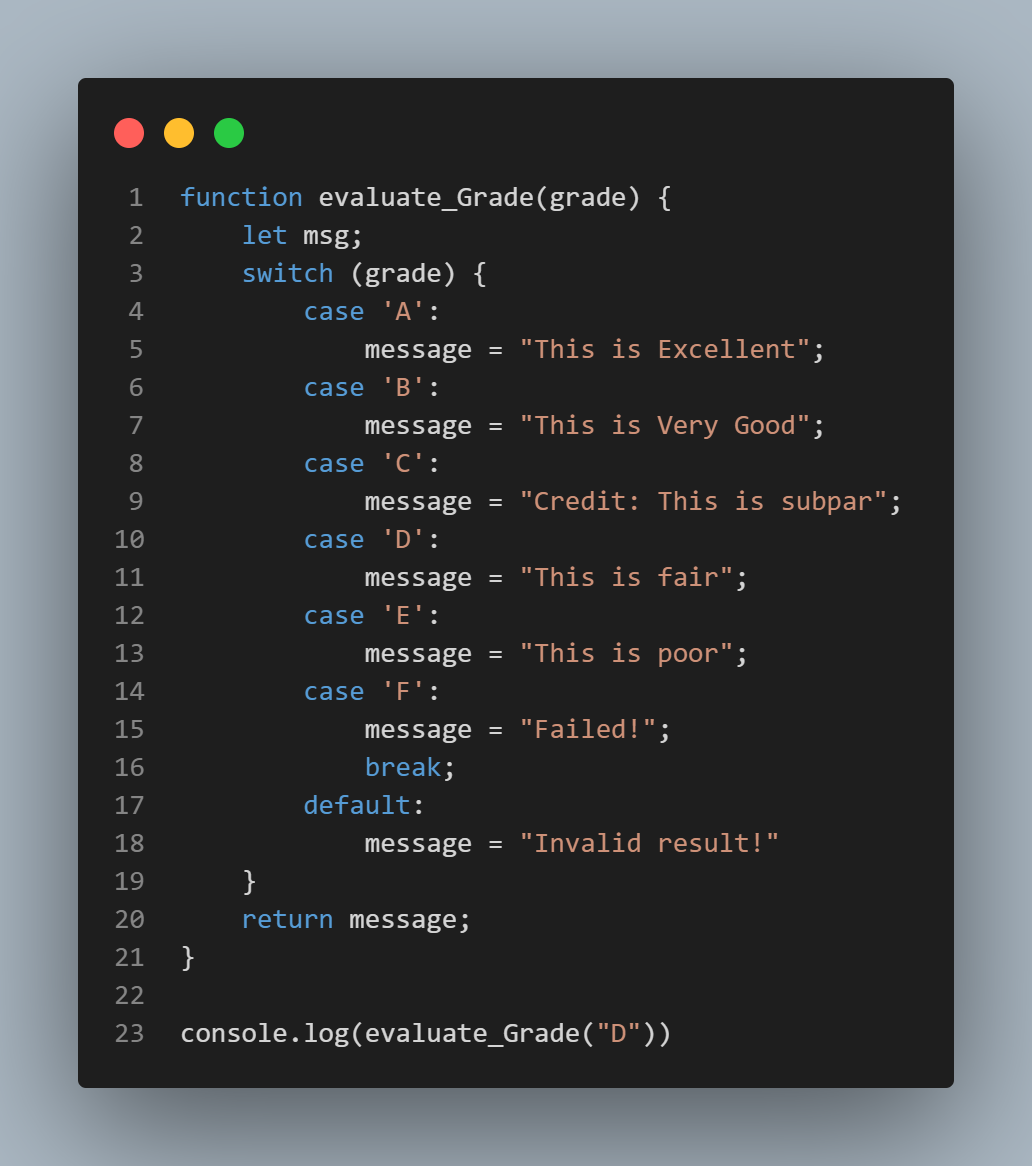 1 function evaluate_Grade(grade) {
2     let msg;
3     switch (grade) {
4         case 'A':
5             message = "This is Excellent";
6         case 'B':
7             message = "This is Very Good";
8         case 'C':
9             message = "Credit: This is subpar";
10         case 'D':
11             message = "This is fair";
12         case 'E':
13             message = "This is poor";
14         case 'F':
15             message = "Failed!";
16             break;
17         default:
18             message = "Invalid result!"
19     }
20     return message;
21 }
22
23 console.log(evaluate_Grade("D"))